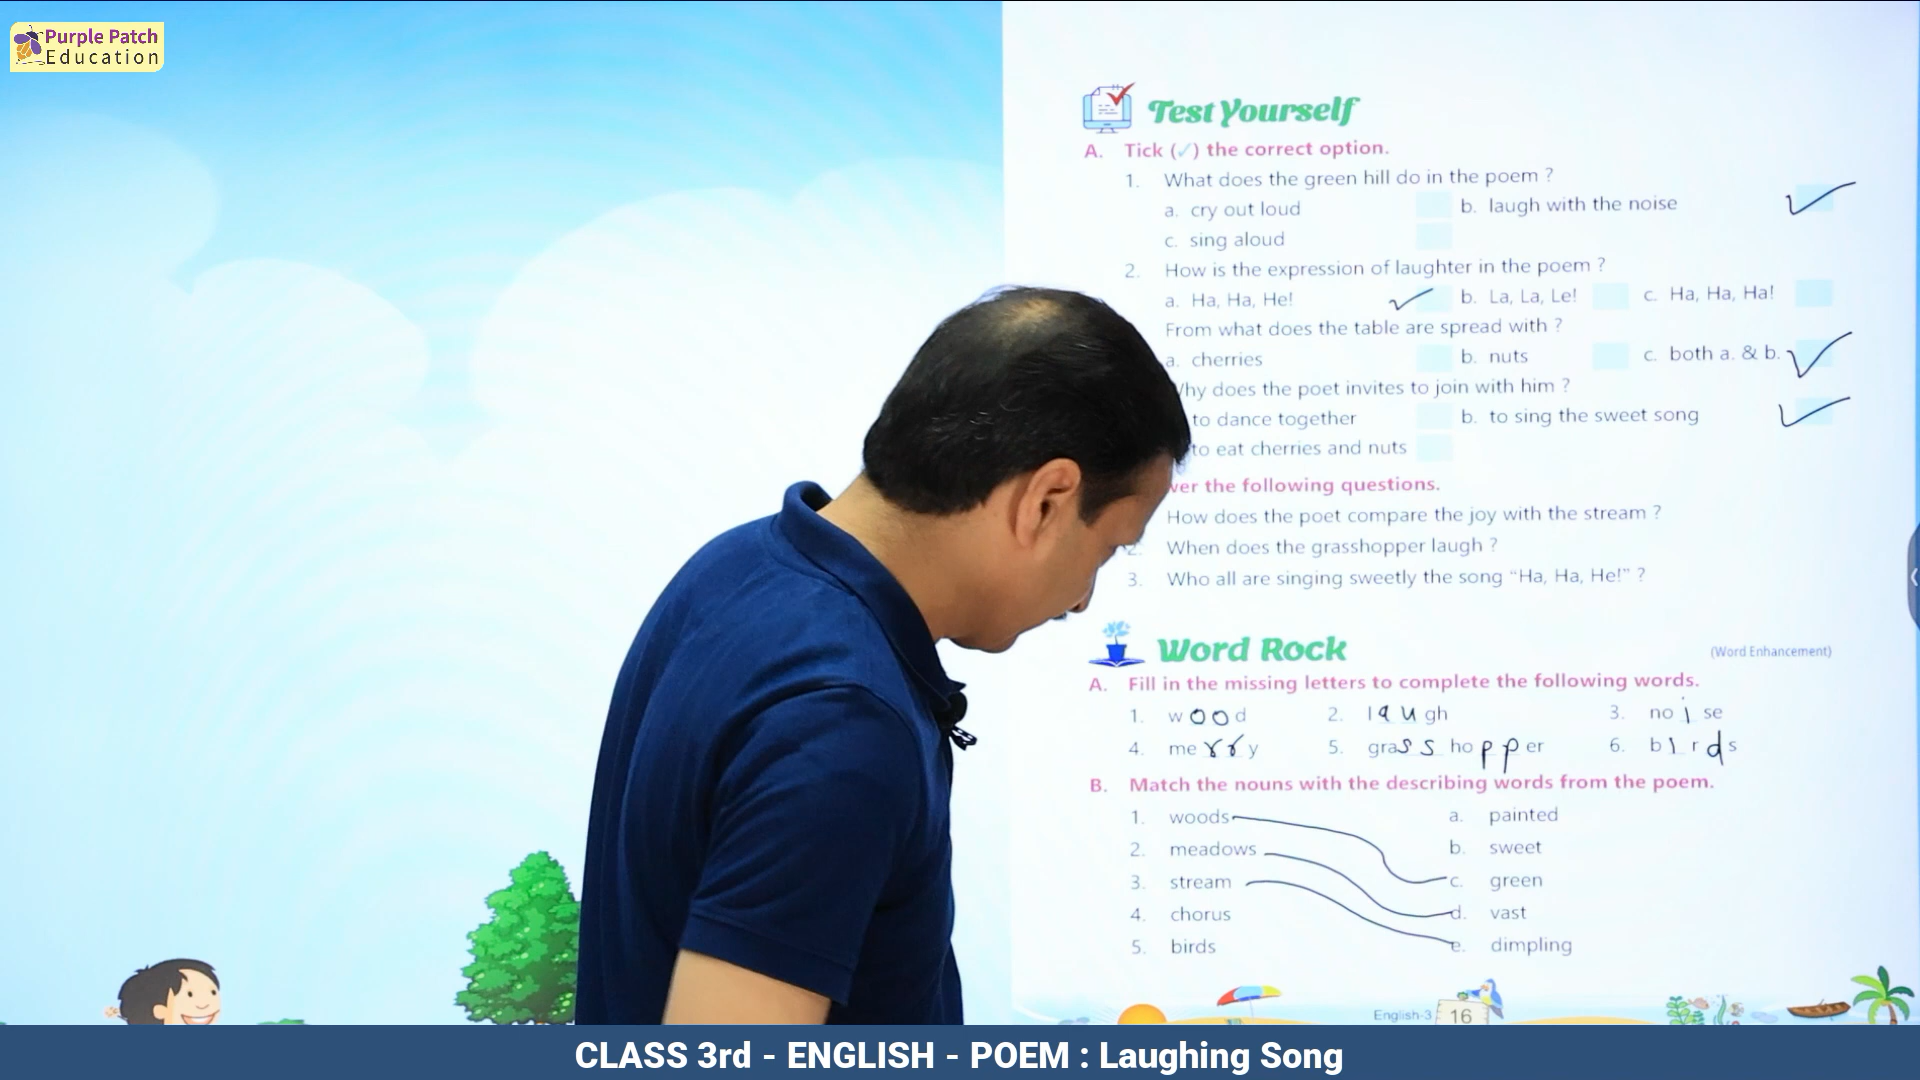 Purple Patch
Education
Test Yourself
A. Tick (✓) the correct option.
1. What does the green hill do in the poem ?
a. cry out loud b. laugh with the noise ✓
c. sing aloud
2. How is the expression of laughter in the poem ?
a. Ha, Ha, He! ✓ b. La, La, Le! c. Ha, Ha, Ha!
From what does the table are spread with ?
a. cherries b. nuts c. both a. & b. ✓
Why does the poet invites to join with him ?
to dance together b. to sing the sweet song ✓
to eat cherries and nuts
the following questions.
How does the poet compare the joy with the stream ?
2. When does the grasshopper laugh ?
3. Who all are singing sweetly the song “Ha, Ha, He!” ?
Word Rock
(Word Enhancement)
A. Fill in the missing letters to complete the following words.
1. wood 2. laugh 3. noise
4. merry 5. grasshopper 6. birds
B. Match the nouns with the describing words from the poem.
1. woods a. painted
2. meadows b. sweet
3. stream c. green
4. chorus d. vast
5. birds e. dimpling
English-3 16
CLASS 3rd - ENGLISH - POEM : Laughing Song